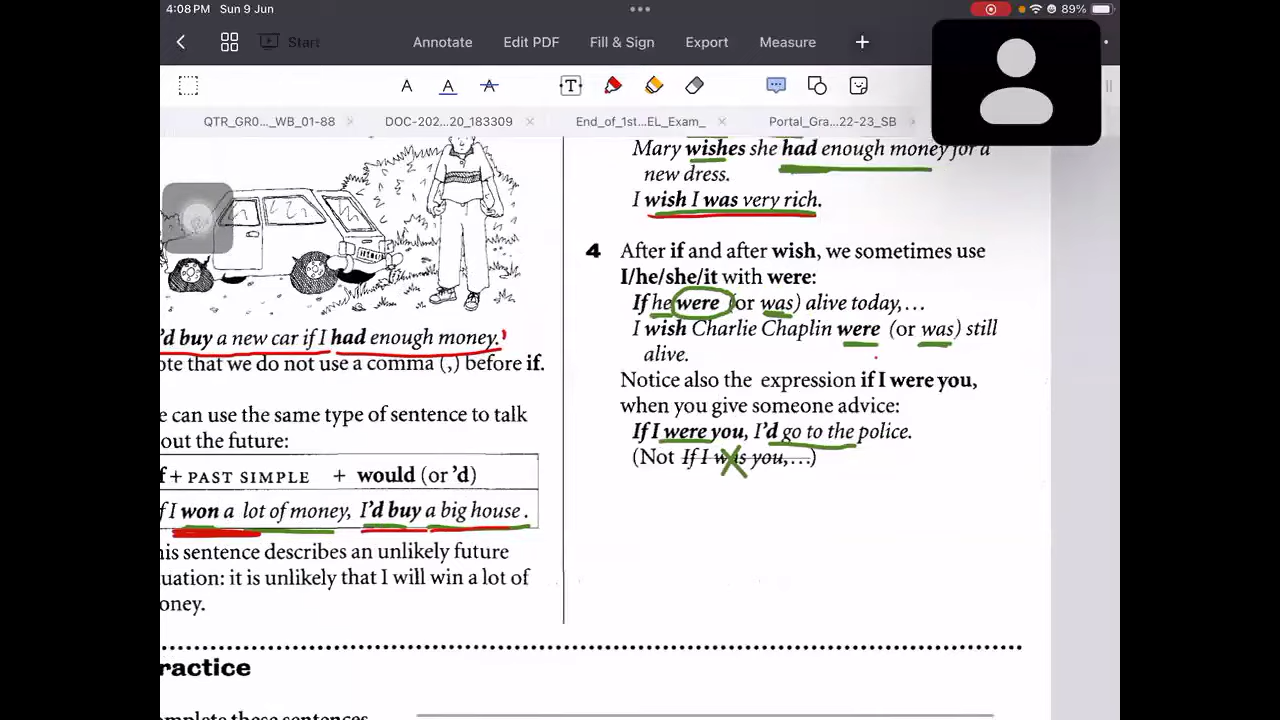 4:08 PM Sun 9 Jun
89%
Start Annotate Edit PDF Fill & Sign Export Measure
QTR_GR0..._WB_01-88 DOC-202...20_183309 End_of_1st...EL_Exam_ Portal_Gra...22-23_SB
'd buy a new car if I had enough money.'
ote that we do not use a comma (,) before if.
e can use the same type of sentence to talk
out the future:
f + PAST SIMPLE + would (or 'd)
f I won a lot of money, I'd buy a big house.
his sentence describes an unlikely future
uation: it is unlikely that I will win a lot of
oney.
Mary wishes she had enough money for a
new dress.
I wish I was very rich.
4 After if and after wish, we sometimes use
I/he/she/it with were:
If he were (or was) alive today,...
I wish Charlie Chaplin were (or was) still
alive.
Notice also the expression if I were you,
when you give someone advice:
If I were you, I'd go to the police.
(Not If I was you,...)
ractice
omplete these sentences